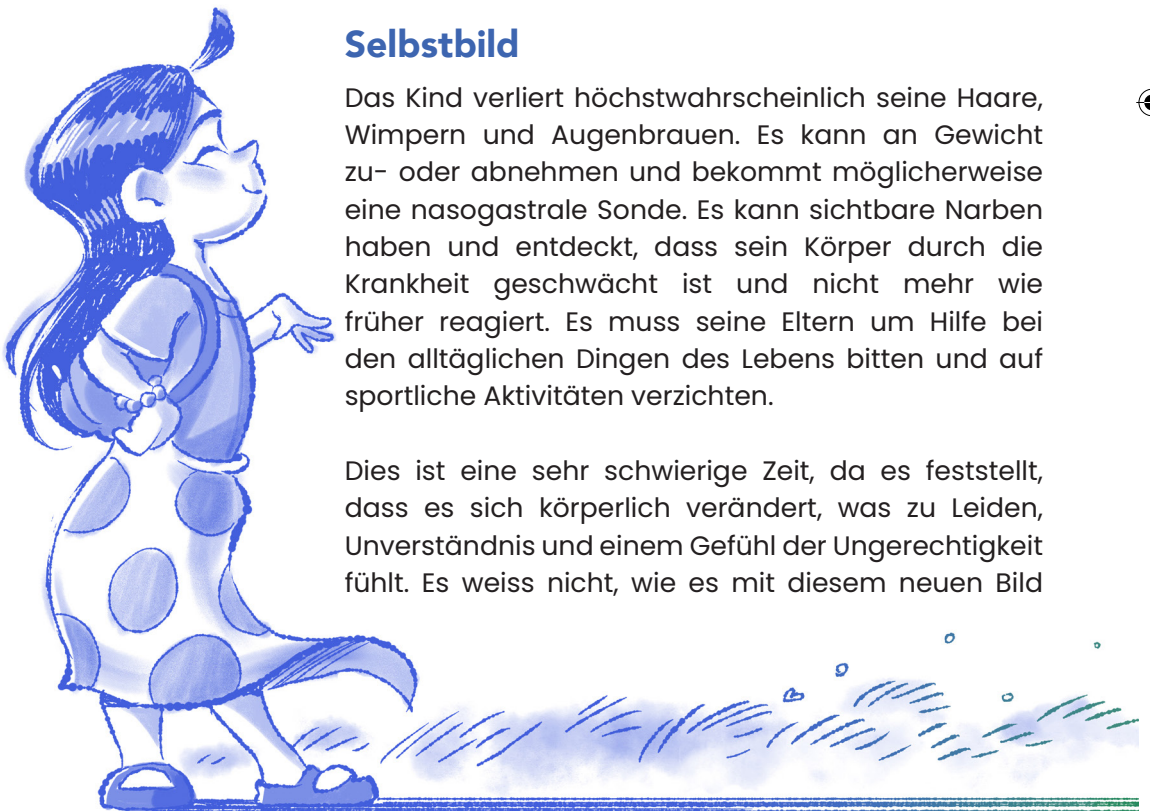 Selbstbild
Das Kind verliert höchstwahrscheinlich seine Haare,
Wimpern und Augenbrauen. Es kann an Gewicht
zu- oder abnehmen und bekommt möglicherweise
eine nasogastrale Sonde. Es kann sichtbare Narben
haben und entdeckt, dass sein Körper durch die
Krankheit geschwächt ist und nicht mehr wie
früher reagiert. Es muss seine Eltern um Hilfe bei
den alltäglichen Dingen des Lebens bitten und auf
sportliche Aktivitäten verzichten.
Dies ist eine sehr schwierige Zeit, da es feststellt,
dass es sich körperlich verändert, was zu Leiden,
Unverständnis und einem Gefühl der Ungerechtigkeit
fühlt. Es weiss nicht, wie es mit diesem neuen Bild